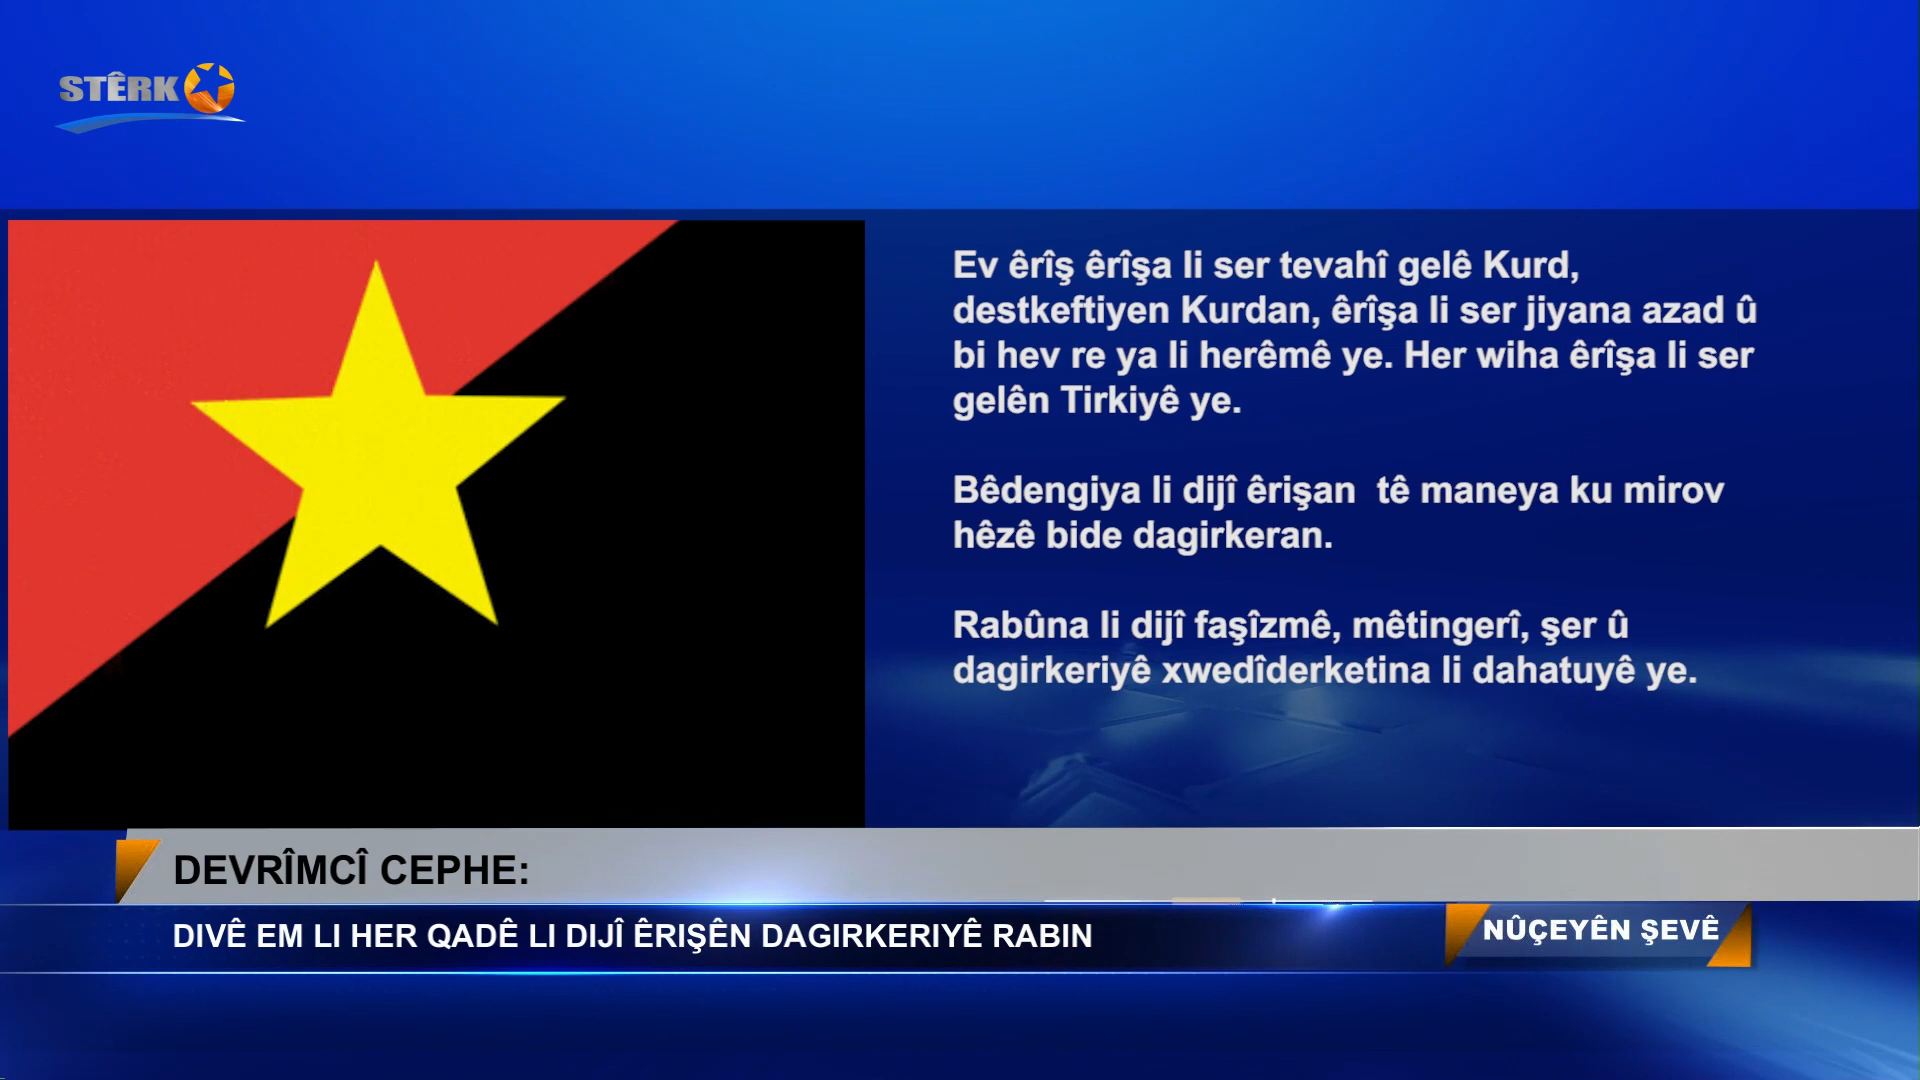 STÊRK
Ev êrîş êrîşa li ser tevahî gelê Kurd,
destkeftiyen Kurdan, êrîşa li ser jiyana azad û
bi hev re ya li herêmê ye. Her wiha êrîşa li ser
gelên Tirkiyê ye.
Bêdengiya li dijî êrişan  tê maneya ku mirov
hêzê bide dagirkeran.
Rabûna li dijî faşîzmê, mêtingerî, şer û
dagirkeriyê xwedîderketina li dahatuyê ye.
DEVRÎMCÎ CEPHE:
DIVÊ EM LI HER QADÊ LI DIJÎ ÊRIŞÊN DAGIRKERIYÊ RABIN
NÛÇEYÊN ŞEVÊ